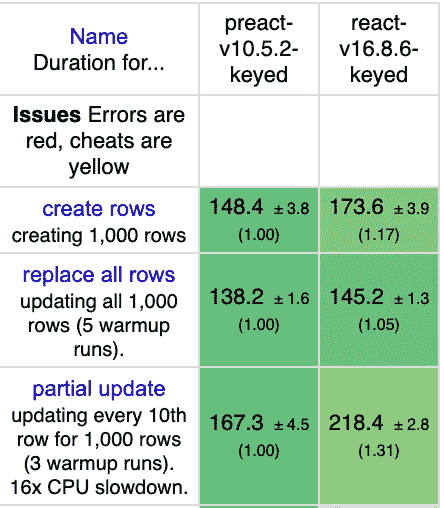 Name
Duration for...
preact-
v10.5.2-
keyed
react-
v16.8.6-
keyed
Issues Errors are
red, cheats are
yellow
create rows
creating 1,000 rows
148.4 ± 3.8
(1.00)
173.6 ± 3.9
(1.17)
replace all rows
updating all 1,000
rows (5 warmup
runs).
138.2 ± 1.6
(1.00)
145.2 ± 1.3
(1.05)
partial update
updating every 10th
row for 1,000 rows
(3 warmup runs).
16x CPU slowdown.
167.3 ± 4.5
(1.00)
218.4 ± 2.8
(1.31)